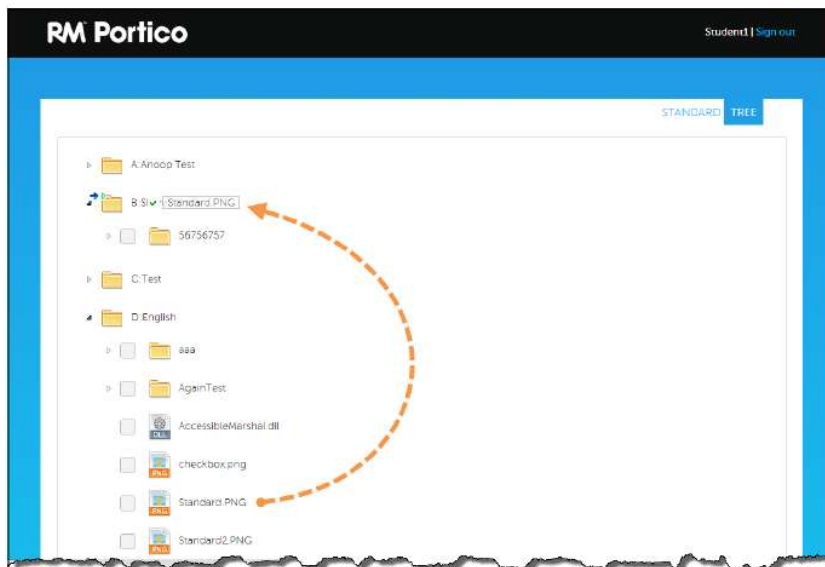 RM Portico
Student1 | Sign out
STANDARD TREE
A:Anoop Test
Standard.PNG
56756757
C:Test
D:English
aaa
AgainTest
DLL AccessibleMarshal.dll
PNG checkbox.png
PNG Standard.PNG
PNG Standard2.PNG